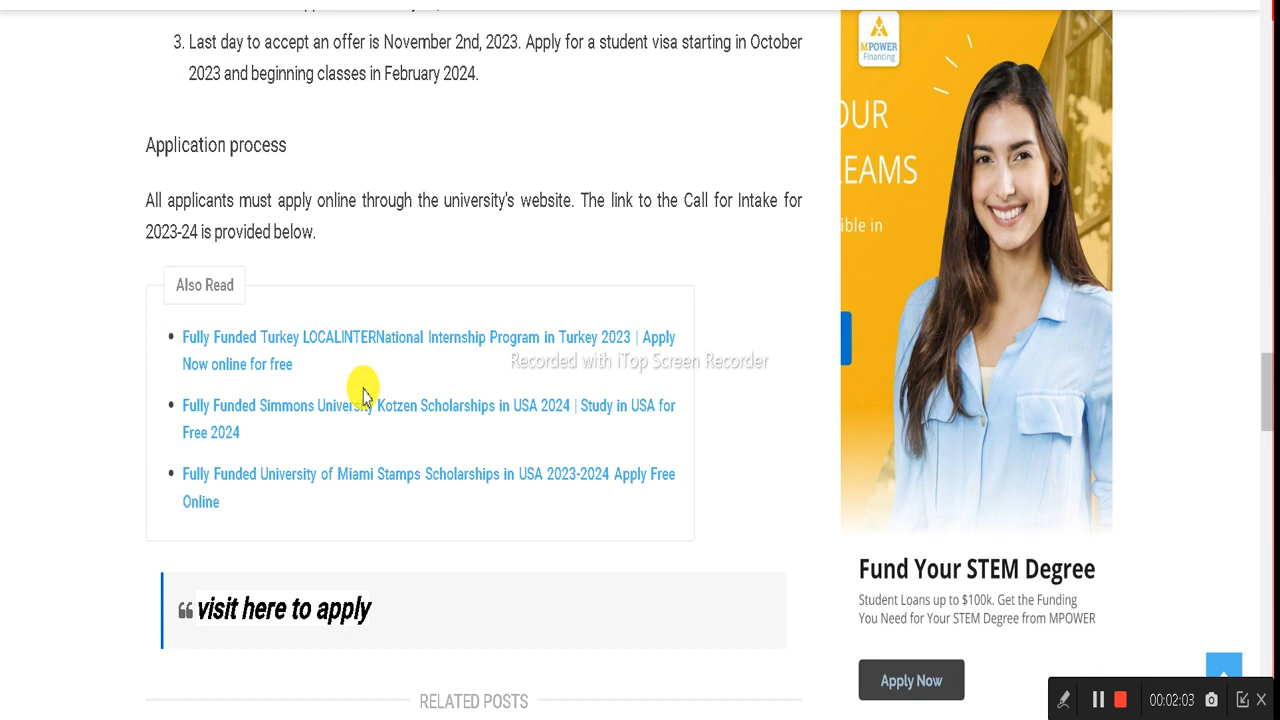 3. Last day to accept an offer is November 2nd, 2023. Apply for a student visa starting in October
2023 and beginning classes in February 2024.
Application process
All applicants must apply online through the university's website. The link to the Call for Intake for
2023-24 is provided below.
Also Read
• Fully Funded Turkey LOCALINTERNational Internship Program in Turkey 2023 | Apply
Now online for free
• Fully Funded Simmons University Kotzen Scholarships in USA 2024 | Study in USA for
Free 2024
• Fully Funded University of Miami Stamps Scholarships in USA 2023-2024 Apply Free
Online
Recorded with iTop Screen Recorder
visit here to apply
RELATED POSTS
MPOWER
Financing
OUR
EAMS
ible in
Fund Your STEM Degree
Student Loans up to $100k. Get the Funding
You Need for Your STEM Degree from MPOWER
Apply Now
00:02:03